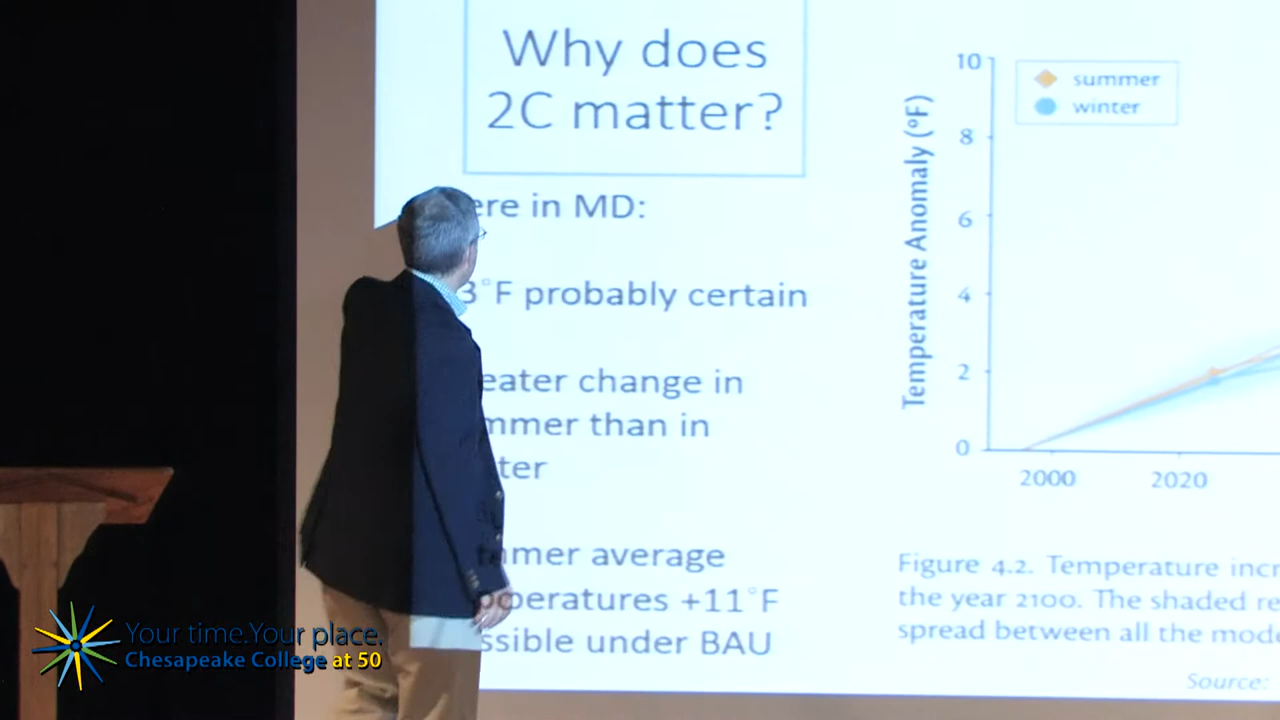 Why does
2C matter?
ere in MD:
3°F probably certain
eater change in
mmer than in
ter
mmer average
peratures +11°F
ssible under BAU
10
8
6
4
2
0
Temperature Anomaly (°F)
summer
winter
2000 2020
Figure 4.2. Temperature incr
the year 2100. The shaded re
spread between all the mod
Source:
Your time.Your place.
Chesapeake College at 50